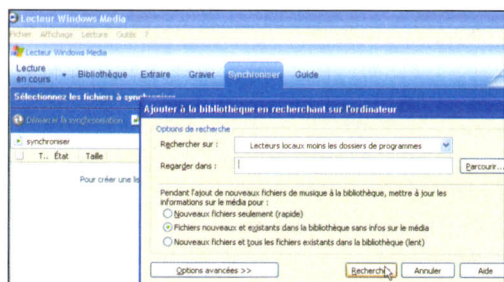 Lecteur Windows Media
Fichier Affichage Lecture Outils ?
Lecteur Windows Media
Lecture en cours Bibliothèque Extraire Graver Synchroniser Guide
Sélectionnez les fichiers à
Démarrer la synchronisation
synchroniser
T.. État Taille
Pour créer une
Ajouter à la bibliothèque en recherchant sur l'ordinateur
Options de recherche
Rechercher sur : Lecteurs locaux moins les dossiers de programmes
Regarder dans : Parcourir...
Pendant l'ajout de nouveaux fichiers de musique à la bibliothèque, mettre à jour les
informations sur le média pour :
Nouveaux fichiers seulement (rapide)
Fichiers nouveaux et existants dans la bibliothèque sans infos sur le média
Nouveaux fichiers et tous les fichiers existants dans la bibliothèque (lent)
Options avancées >> Recherch Annuler Aide